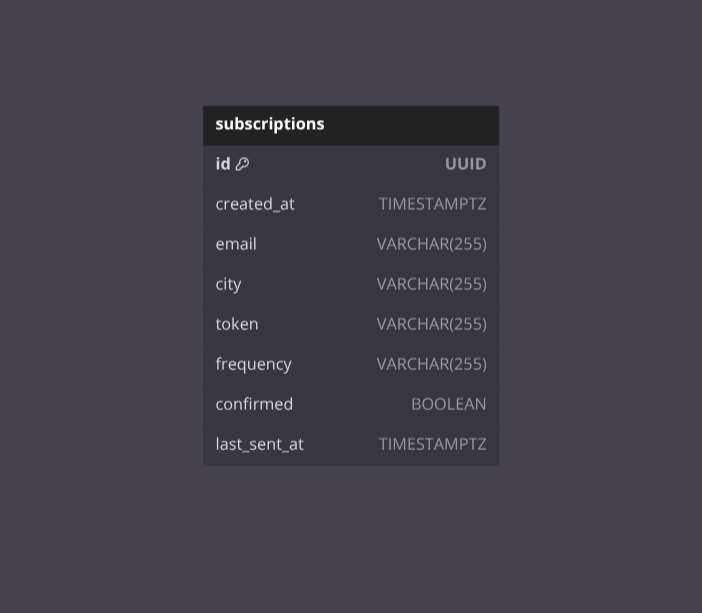 subscriptions
id UUID
created_at TIMESTAMPTZ
email VARCHAR(255)
city VARCHAR(255)
token VARCHAR(255)
frequency VARCHAR(255)
confirmed BOOLEAN
last_sent_at TIMESTAMPTZ